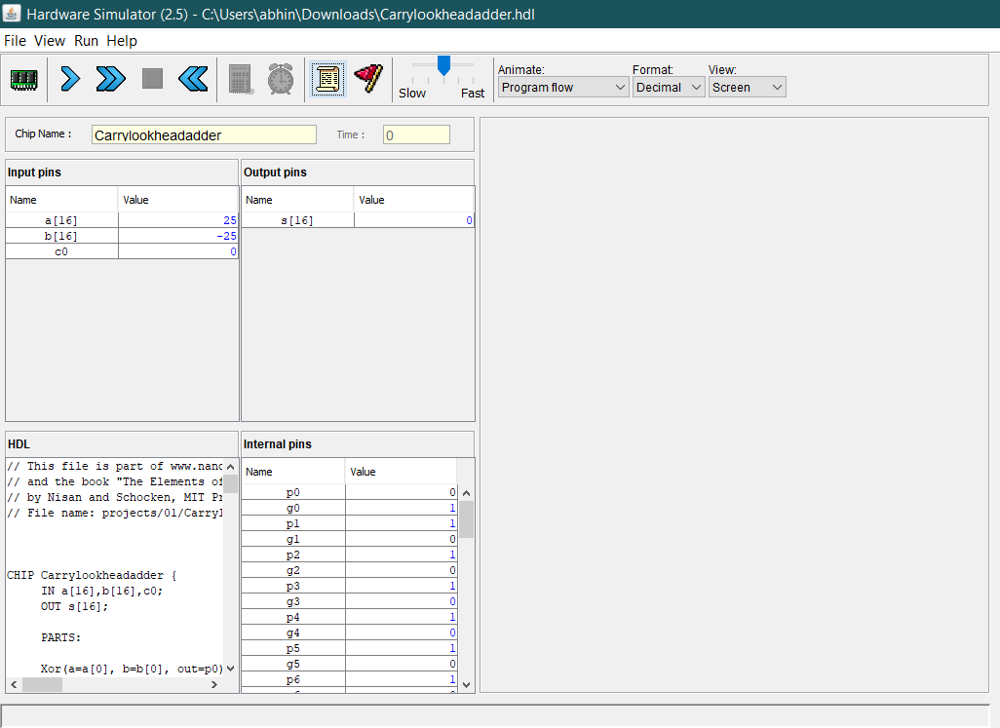 Hardware Simulator (2.5) - C:\Users\abhin\Downloads\Carrylookheadadder.hdl
File View Run Help
Slow Fast
Animate: Format: View:
Program flow Decimal Screen
Chip Name : Carrylookheadadder Time : 0
Input pins
Name Value
a[16] 25
b[16] -25
c0 0
Output pins
Name Value
s[16] 0
HDL
// This file is part of www.nand
// and the book "The Elements of
// by Nisan and Schocken, MIT Pr
// File name: projects/01/Carryl
CHIP Carrylookheadadder {
IN a[16],b[16],c0;
OUT s[16];
PARTS:
Xor(a=a[0], b=b[0], out=p0)
Internal pins
Name Value
p0 0
g0 1
p1 1
g1 0
p2 1
g2 0
p3 1
g3 0
p4 1
g4 0
p5 1
g5 0
p6 1